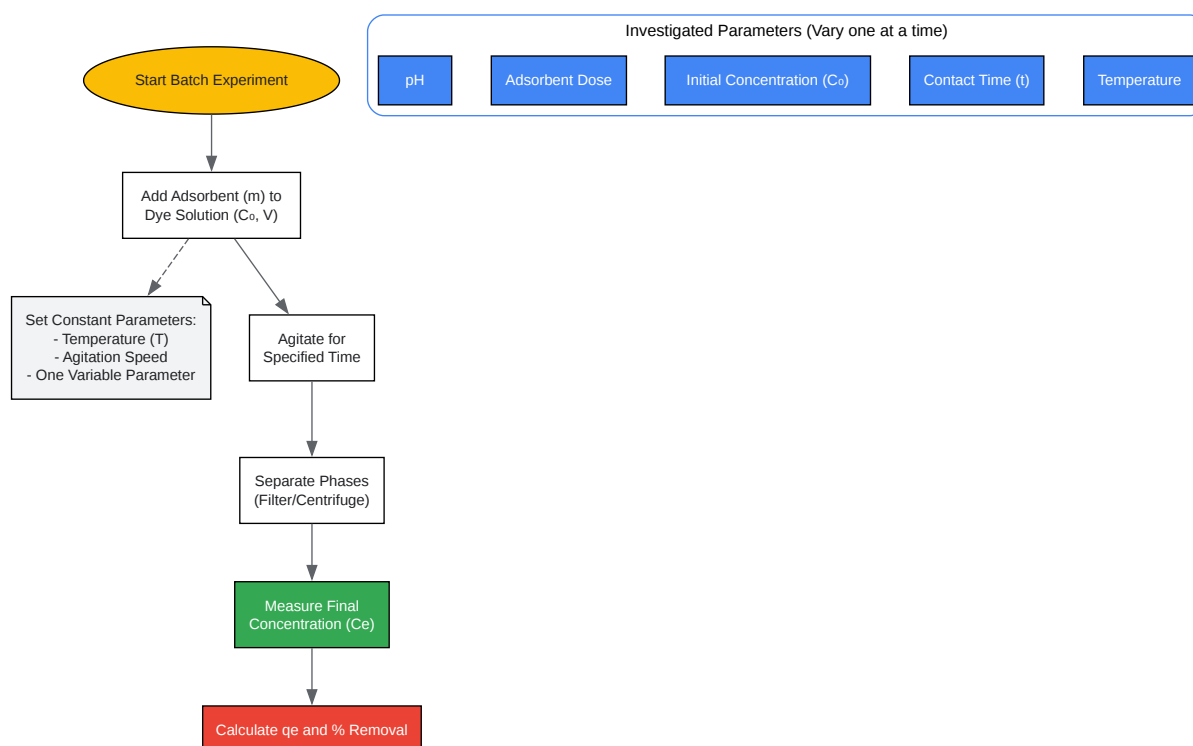 Investigated Parameters (Vary one at a time)
pH
Adsorbent Dose
Initial Concentration (C₀)
Contact Time (t)
Temperature
Start Batch Experiment
Add Adsorbent (m) to
Dye Solution (C₀, V)
Set Constant Parameters:
- Temperature (T)
- Agitation Speed
- One Variable Parameter
Agitate for
Specified Time
Separate Phases
(Filter/Centrifuge)
Measure Final
Concentration (Ce)
Calculate qe and % Removal